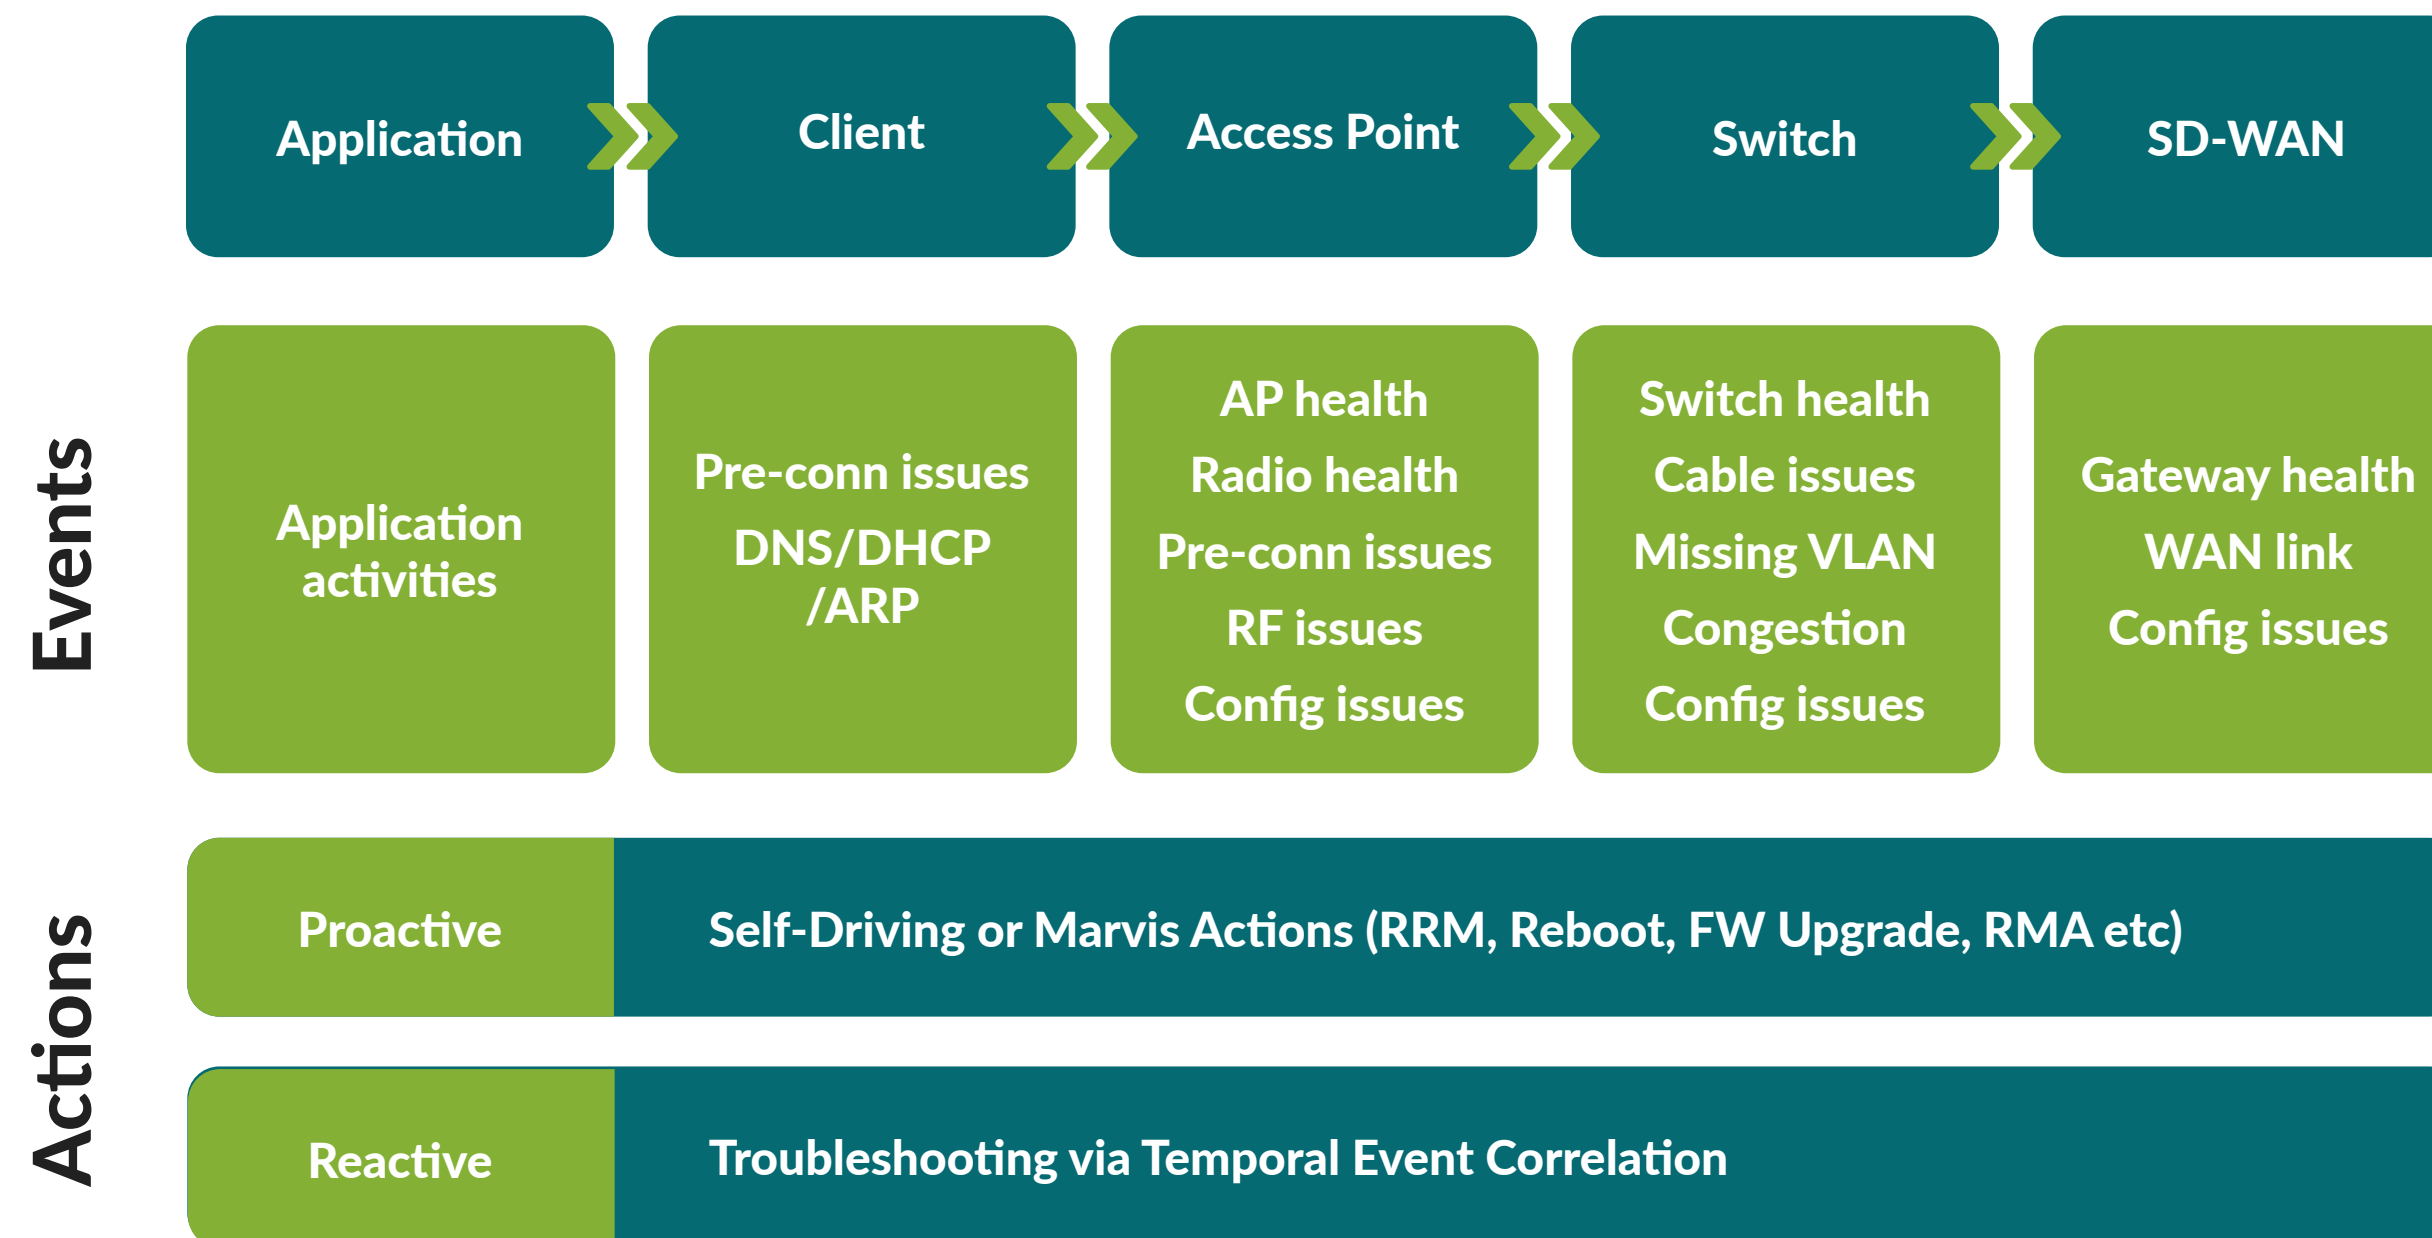 Application
Client
Access Point
Switch
SD-WAN
Events
Application
activities
Pre-conn issues
DNS/DHCP
/ARP
AP health
Radio health
Pre-conn issues
RF issues
Config issues
Switch health
Cable issues
Missing VLAN
Congestion
Config issues
Gateway health
WAN link
Config issues
Actions
Proactive
Self-Driving or Marvis Actions (RRM, Reboot, FW Upgrade, RMA etc)
Reactive
Troubleshooting via Temporal Event Correlation